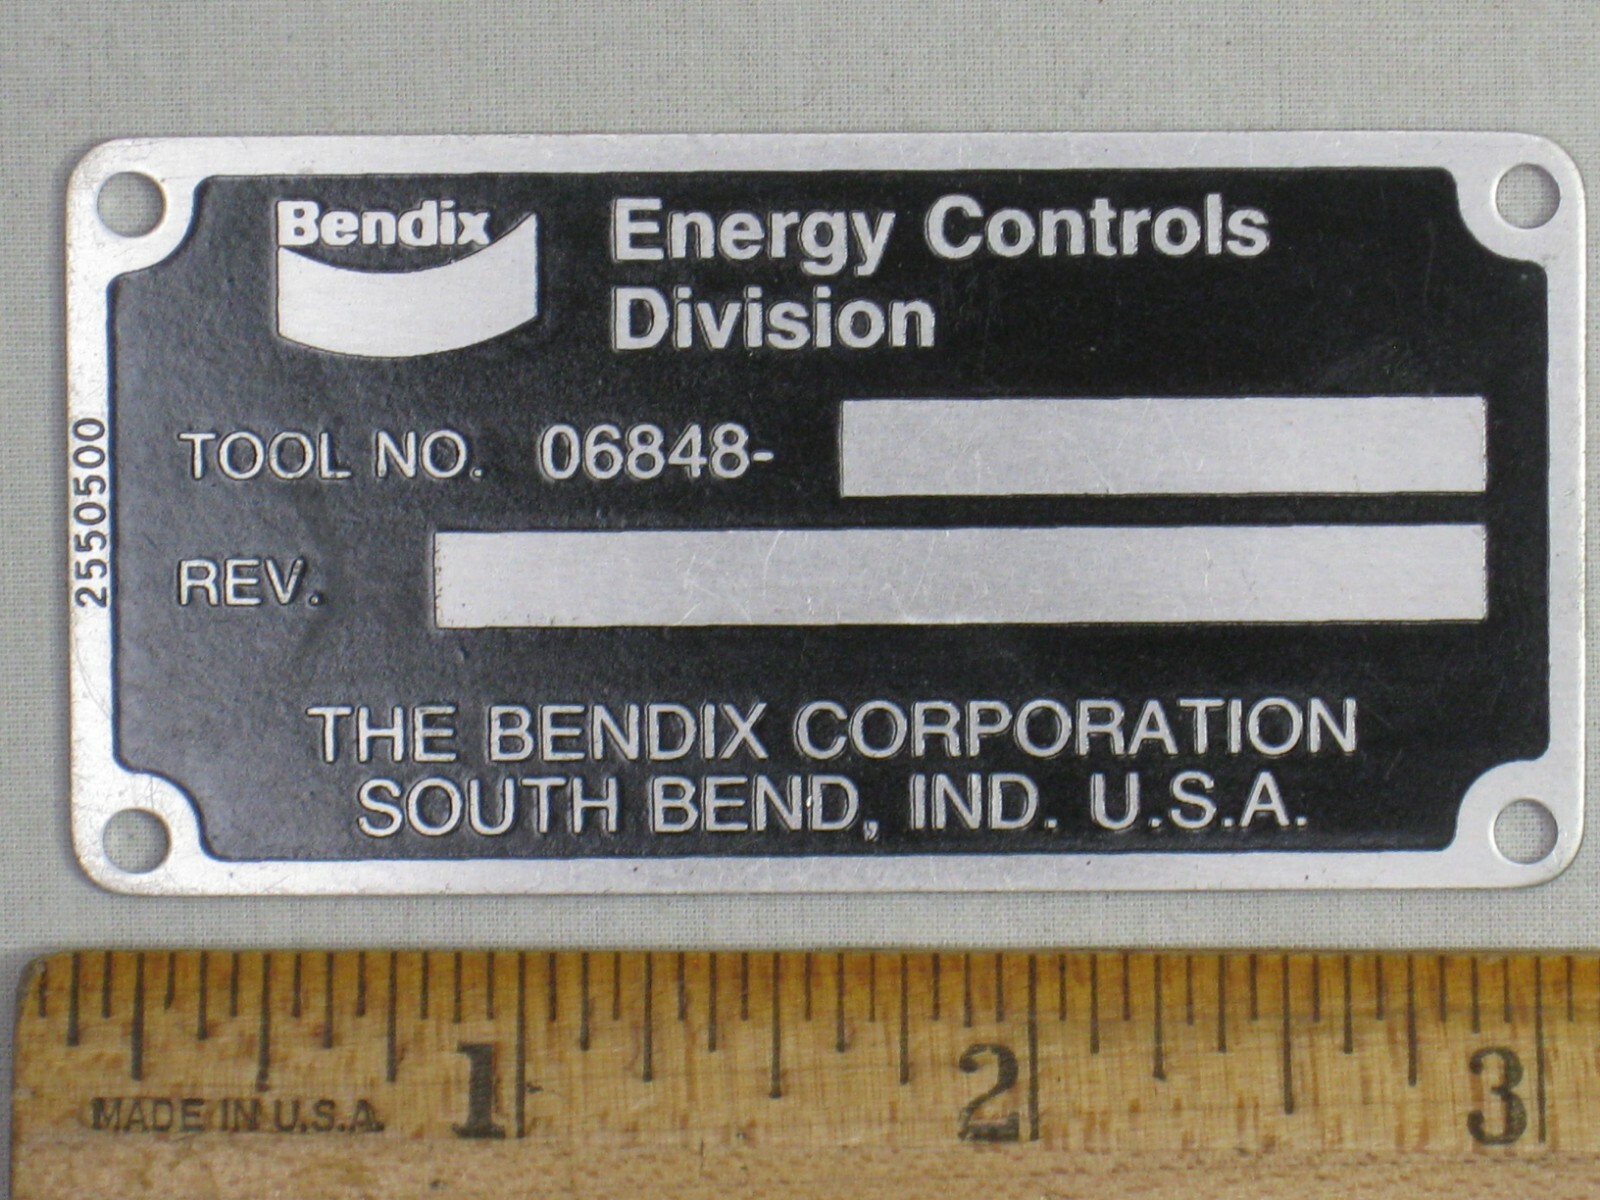 Bendix
Energy Controls
Division
TOOL NO. 06848-
REV.
THE BENDIX CORPORATION
SOUTH BEND, IND. U.S.A.
2550500
1 2 3
MADE IN U.S.A.